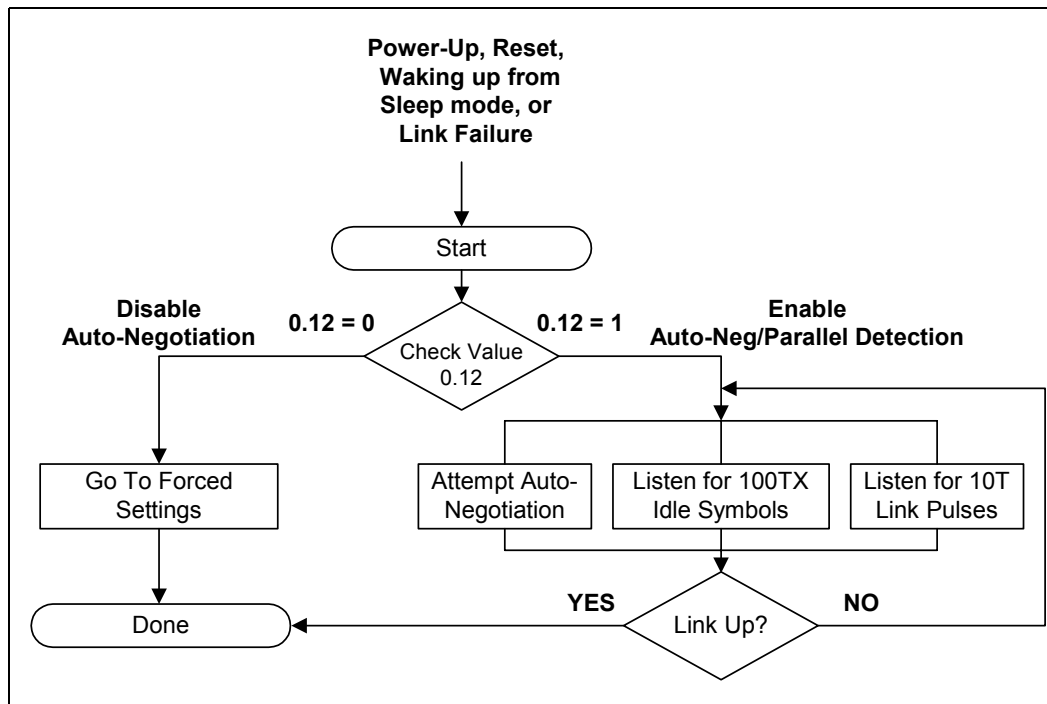 Power-Up, Reset,
Waking up from
Sleep mode, or
Link Failure
Start
Disable
Auto-Negotiation
0.12 = 0
0.12 = 1
Enable
Auto-Neg/Parallel Detection
Check Value
0.12
Go To Forced
Settings
Attempt Auto-
Negotiation
Listen for 100TX
Idle Symbols
Listen for 10T
Link Pulses
Done
YES
Link Up?
NO